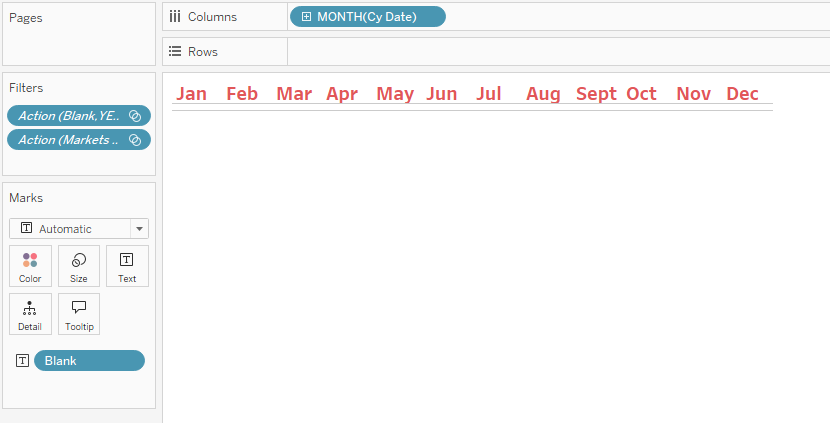 Pages
Columns
MONTH(Cy Date)
Rows
Filters
Action (Blank,YE..
Action (Markets ..
Marks
Automatic
Color
Size
Text
Detail
Tooltip
Blank
Jan Feb Mar Apr May Jun Jul Aug Sept Oct Nov Dec